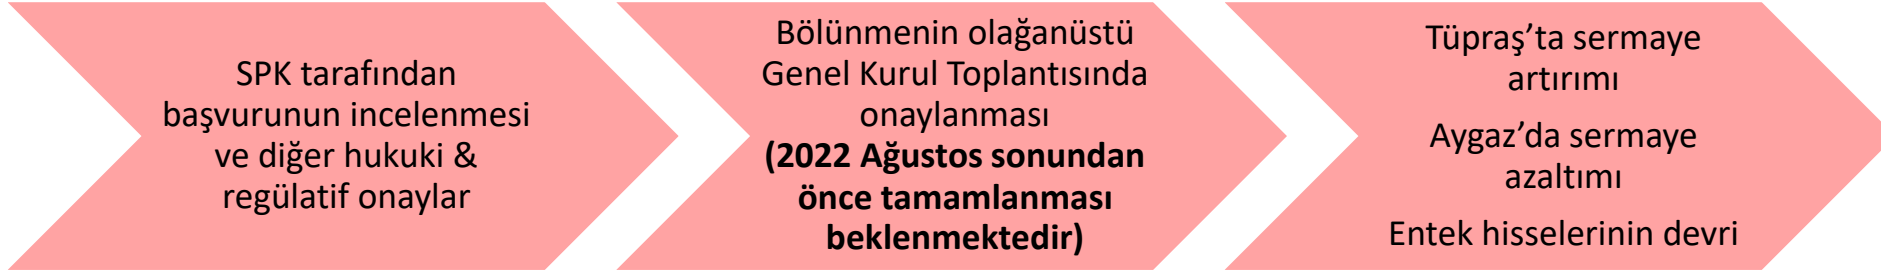 SPK tarafından
başvurunun incelenmesi
ve diğer hukuki &
regülatif onaylar
Bölünmenin olağanüstü
Genel Kurul Toplantısında
onaylanması
(2022 Ağustos sonundan
önce tamamlanması
beklenmektedir)
Tüpraş’ta sermaye
artırımı
Aygaz’da sermaye
azaltımı
Entek hisselerinin devri